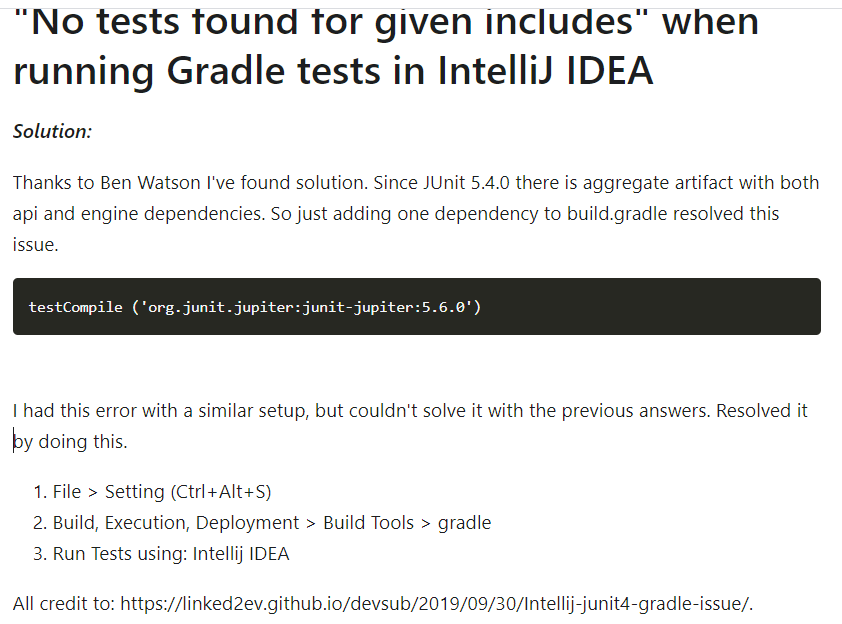 "No tests found for given includes" when
running Gradle tests in IntelliJ IDEA
Solution:
Thanks to Ben Watson I've found solution. Since JUnit 5.4.0 there is aggregate artifact with both
api and engine dependencies. So just adding one dependency to build.gradle resolved this
issue.
testCompile ('org.junit.jupiter:junit-jupiter:5.6.0')
I had this error with a similar setup, but couldn't solve it with the previous answers. Resolved it
by doing this.
1. File > Setting (Ctrl+Alt+S)
2. Build, Execution, Deployment > Build Tools > gradle
3. Run Tests using: Intellij IDEA
All credit to: https://linked2ev.github.io/devsub/2019/09/30/Intellij-junit4-gradle-issue/.